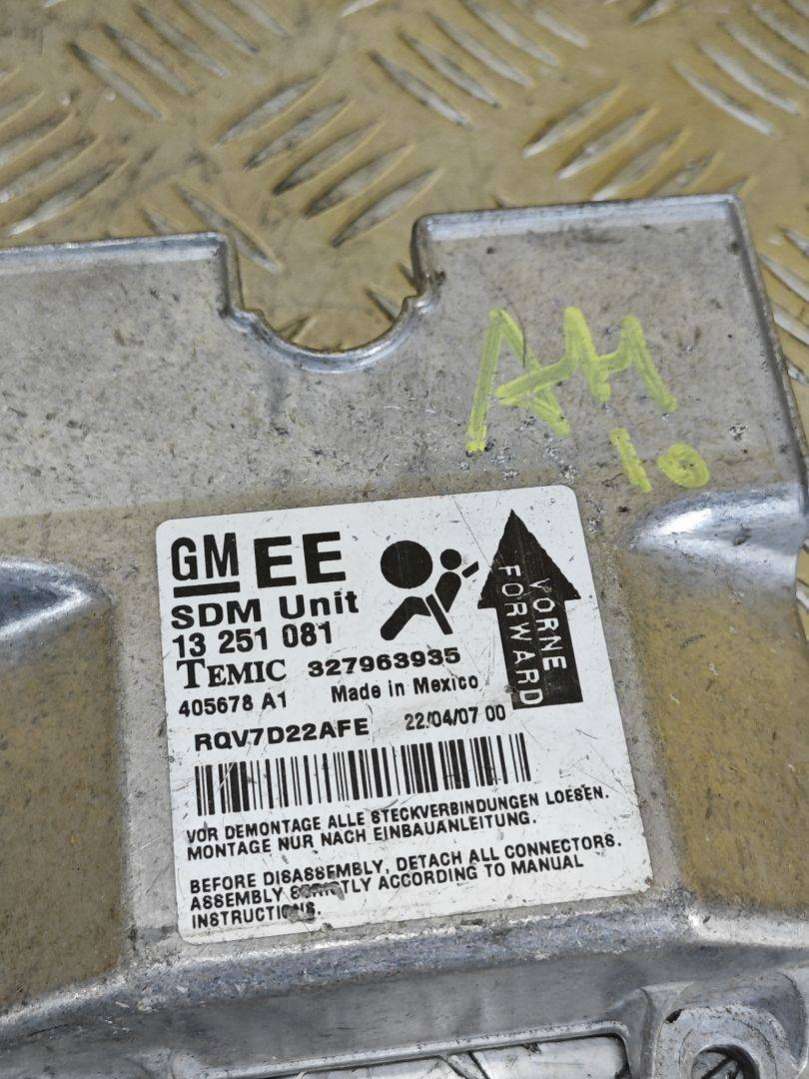 AH
10
GM EE
SDM Unit
13 251 081
TEMIC 327963935
405678 A1 Made in Mexico
RQV7D22AFE 22/04/07 00
VORNE
FORWARD
VOR DEMONTAGE ALLE STECKVERBINDUNGEN LOESEN.
MONTAGE NUR NACH EINBAUANLEITUNG.
BEFORE DISASSEMBLY, DETACH ALL CONNECTORS.
ASSEMBLY STRICTLY ACCORDING TO MANUAL
INSTRUCTIONS.